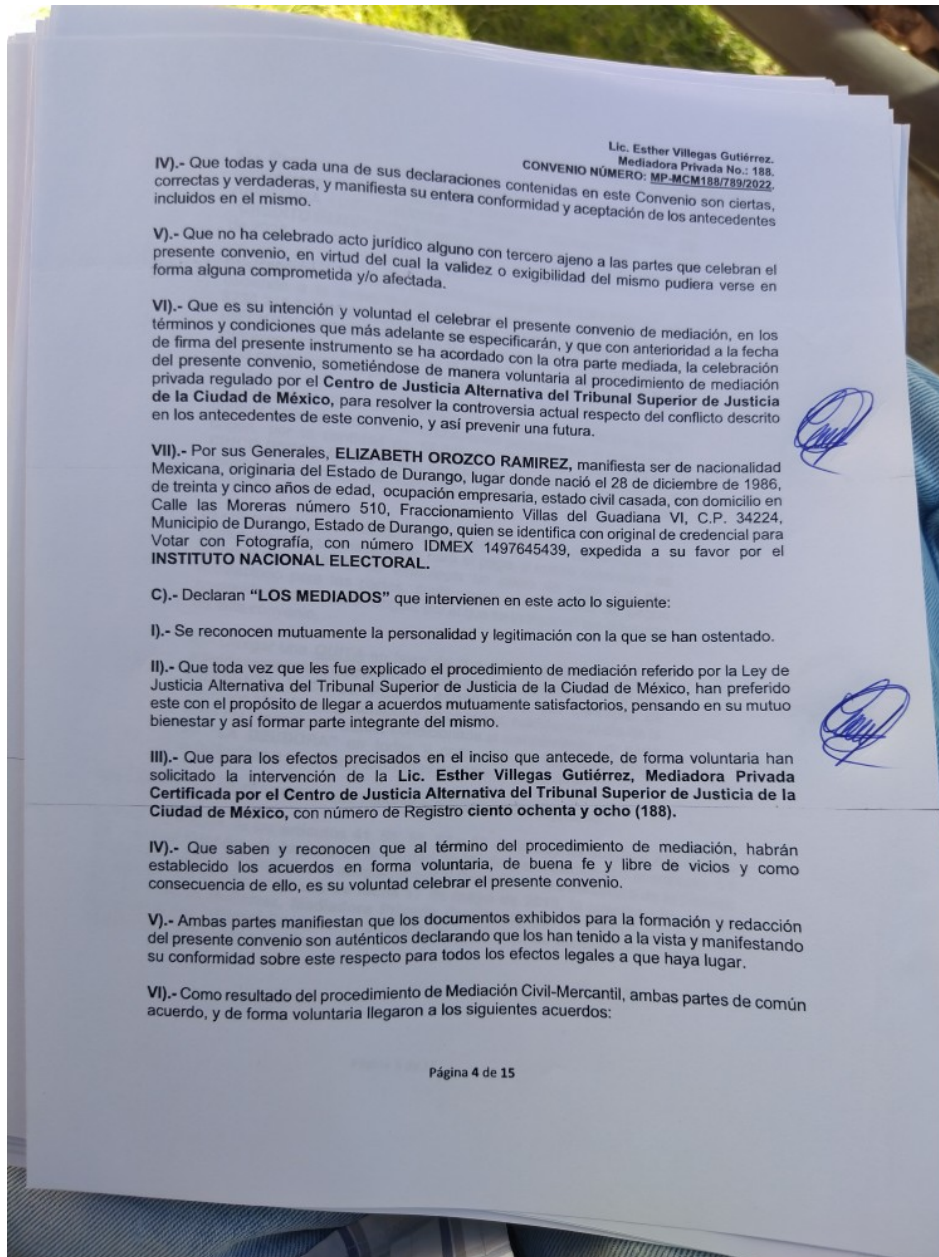 Lic. Esther Villegas Gutiérrez.
Mediadora Privada No.: 188.
CONVENIO NÚMERO: MP-MCM188/789/2022.
IV).- Que todas y cada una de sus declaraciones contenidas en este Convenio son ciertas,
correctas y verdaderas, y manifiesta su entera conformidad y aceptación de los antecedentes
incluidos en el mismo.
V).- Que no ha celebrado acto jurídico alguno con tercero ajeno a las partes que celebran el
presente convenio, en virtud del cual la validez o exigibilidad del mismo pudiera verse en
forma alguna comprometida y/o afectada.
VI).- Que es su intención y voluntad el celebrar el presente convenio de mediación, en los
términos y condiciones que más adelante se especificarán, y que con anterioridad a la fecha
de firma del presente instrumento se ha acordado con la otra parte mediada, la celebración
del presente convenio, sometiéndose de manera voluntaria al procedimiento de mediación
privada regulado por el Centro de Justicia Alternativa del Tribunal Superior de Justicia
de la Ciudad de México, para resolver la controversia actual respecto del conflicto descrito
en los antecedentes de este convenio, y así prevenir una futura.
VII).- Por sus Generales, ELIZABETH OROZCO RAMIREZ, manifiesta ser de nacionalidad
Mexicana, originaria del Estado de Durango, lugar donde nació el 28 de diciembre de 1986,
de treinta y cinco años de edad, ocupación empresaria, estado civil casada, con domicilio en
Calle las Moreras número 510, Fraccionamiento Villas del Guadiana VI, C.P. 34224,
Municipio de Durango, Estado de Durango, quien se identifica con original de credencial para
Votar con Fotografía, con número IDMEX 1497645439, expedida a su favor por el
INSTITUTO NACIONAL ELECTORAL.
C).- Declaran “LOS MEDIADOS” que intervienen en este acto lo siguiente:
I).- Se reconocen mutuamente la personalidad y legitimación con la que se han ostentado.
II).- Que toda vez que les fue explicado el procedimiento de mediación referido por la Ley de
Justicia Alternativa del Tribunal Superior de Justicia de la Ciudad de México, han preferido
este con el propósito de llegar a acuerdos mutuamente satisfactorios, pensando en su mutuo
bienestar y así formar parte integrante del mismo.
III).- Que para los efectos precisados en el inciso que antecede, de forma voluntaria han
solicitado la intervención de la Lic. Esther Villegas Gutiérrez, Mediadora Privada
Certificada por el Centro de Justicia Alternativa del Tribunal Superior de Justicia de la
Ciudad de México, con número de Registro ciento ochenta y ocho (188).
IV).- Que saben y reconocen que al término del procedimiento de mediación, habrán
establecido los acuerdos en forma voluntaria, de buena fe y libre de vicios y como
consecuencia de ello, es su voluntad celebrar el presente convenio.
V).- Ambas partes manifiestan que los documentos exhibidos para la formación y redacción
del presente convenio son auténticos declarando que los han tenido a la vista y manifestando
su conformidad sobre este respecto para todos los efectos legales a que haya lugar.
VI).- Como resultado del procedimiento de Mediación Civil-Mercantil, ambas partes de común
acuerdo, y de forma voluntaria llegaron a los siguientes acuerdos:
Página 4 de 15